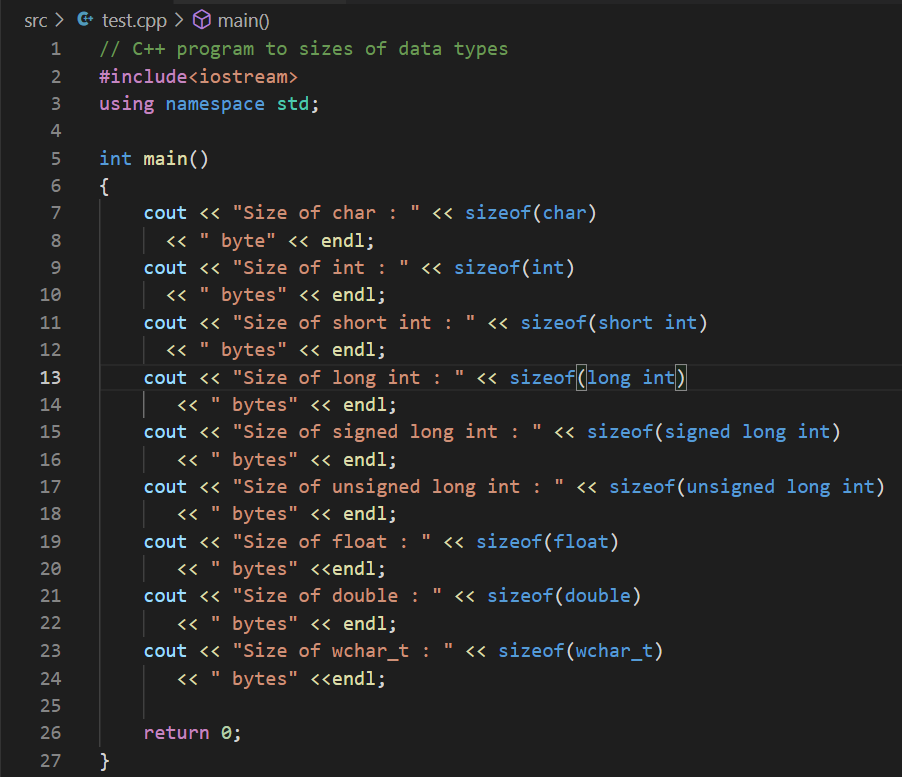 src > test.cpp > main()
1 // C++ program to sizes of data types
2 #include<iostream>
3 using namespace std;
4
5 int main()
6 {
7     cout << "Size of char : " << sizeof(char)
8       << " byte" << endl;
9     cout << "Size of int : " << sizeof(int)
10       << " bytes" << endl;
11     cout << "Size of short int : " << sizeof(short int)
12       << " bytes" << endl;
13     cout << "Size of long int : " << sizeof(long int)
14        << " bytes" << endl;
15     cout << "Size of signed long int : " << sizeof(signed long int)
16        << " bytes" << endl;
17     cout << "Size of unsigned long int : " << sizeof(unsigned long int)
18        << " bytes" << endl;
19     cout << "Size of float : " << sizeof(float)
20        << " bytes" <<endl;
21     cout << "Size of double : " << sizeof(double)
22        << " bytes" << endl;
23     cout << "Size of wchar_t : " << sizeof(wchar_t)
24        << " bytes" <<endl;
25
26     return 0;
27 }